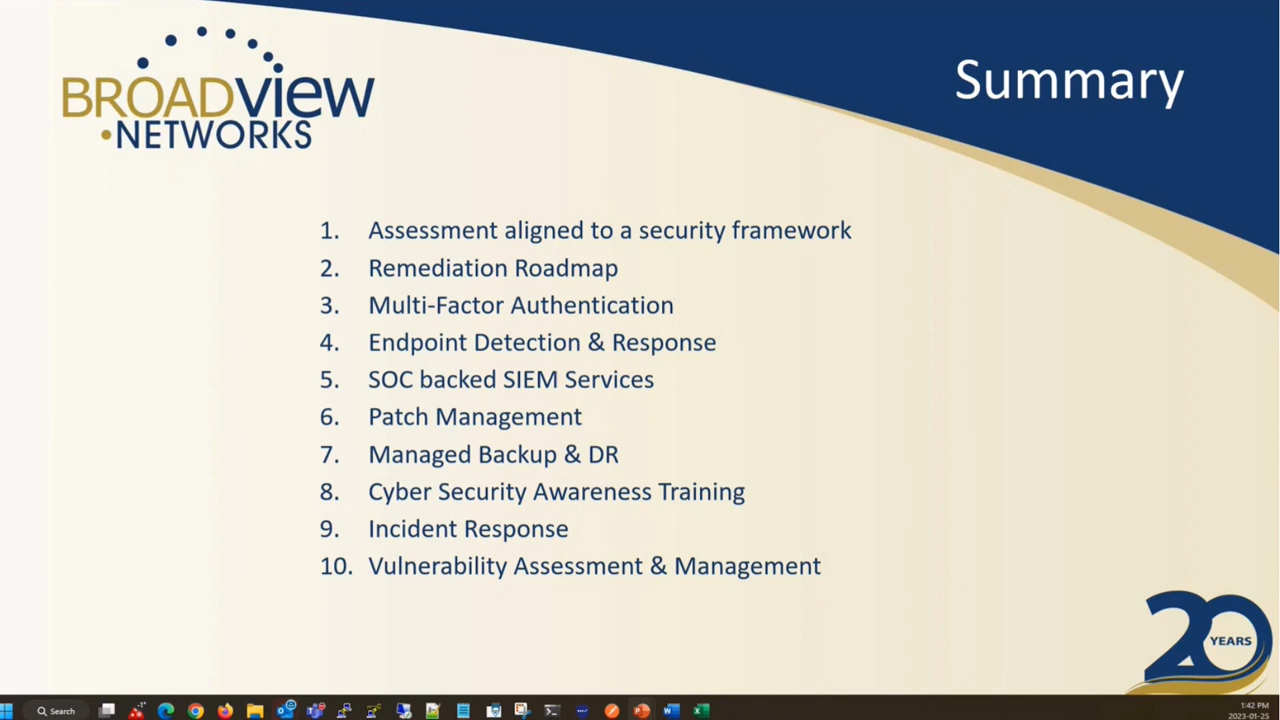 BROADVIEW
NETWORKS
Summary
1. Assessment aligned to a security framework
2. Remediation Roadmap
3. Multi-Factor Authentication
4. Endpoint Detection & Response
5. SOC backed SIEM Services
6. Patch Management
7. Managed Backup & DR
8. Cyber Security Awareness Training
9. Incident Response
10. Vulnerability Assessment & Management
20 YEARS
Search
1:42 PM
2023-01-25